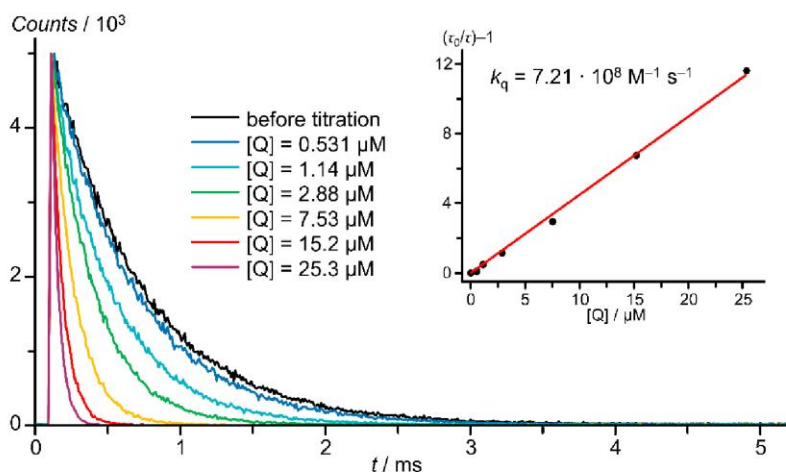 Counts / 10³
4
2
0
0
1
2
3
4
5
t / ms
before titration
[Q] = 0.531 µM
[Q] = 1.14 µM
[Q] = 2.88 µM
[Q] = 7.53 µM
[Q] = 15.2 µM
[Q] = 25.3 µM
(τ₀/τ)–1
12
8
4
0
k_q = 7.21 · 10⁸ M⁻¹ s⁻¹
0
5
10
15
20
25
[Q] / µM